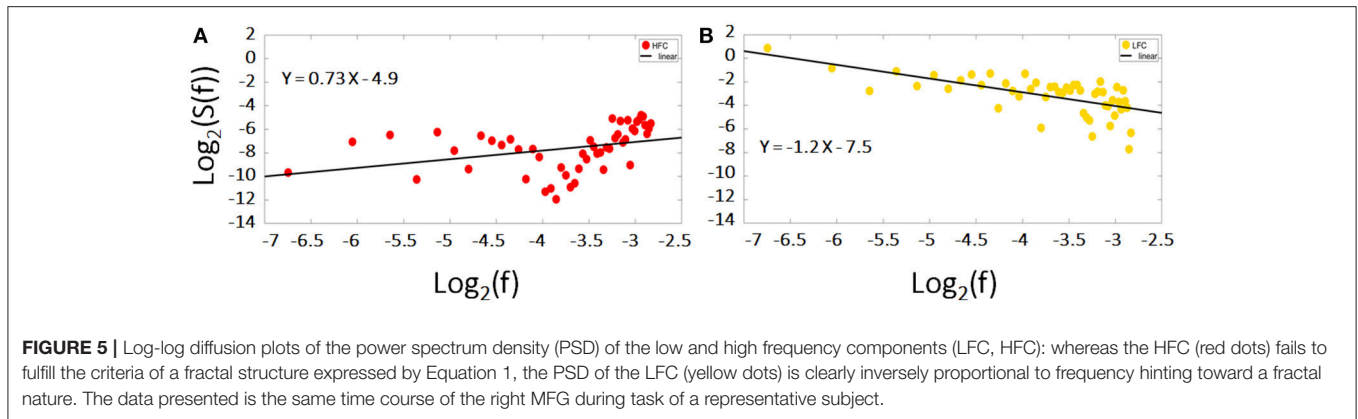 A
B
HFC
linear
LFC
linear
Y=0.73X-4.9
Y=-1.2X-7.5
Log2(S(f))
2
0
-2
-4
-6
-8
-10
-12
-14
-7 -6.5 -6 -5.5 -5 -4.5 -4 -3.5 -3 -2.5
Log2(f)
2
0
-2
-4
-6
-8
-10
-12
-14
-7 -6.5 -6 -5.5 -5 -4.5 -4 -3.5 -3 -2.5
Log2(f)
FIGURE 5 | Log-log diffusion plots of the power spectrum density (PSD) of the low and high frequency components (LFC, HFC): whereas the HFC (red dots) fails to
fulfill the criteria of a fractal structure expressed by Equation 1, the PSD of the LFC (yellow dots) is clearly inversely proportional to frequency hinting toward a fractal
nature. The data presented is the same time course of the right MFG during task of a representative subject.